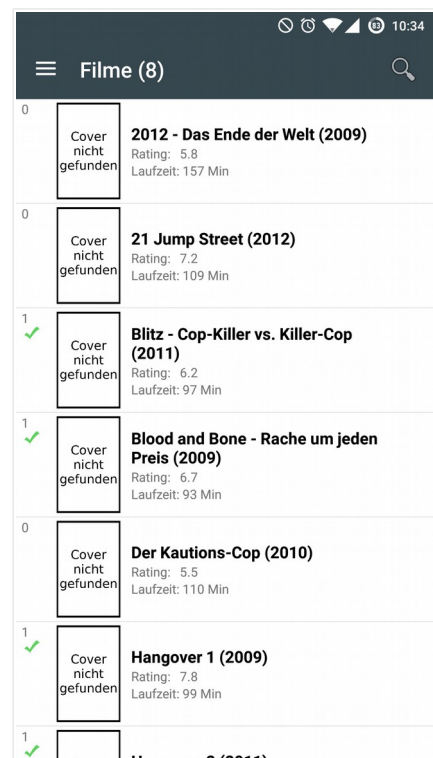 83 10:34
Filme (8)
0
Cover
nicht
gefunden
2012 - Das Ende der Welt (2009)
Rating: 5.8
Laufzeit: 157 Min
0
Cover
nicht
gefunden
21 Jump Street (2012)
Rating: 7.2
Laufzeit: 109 Min
1
Cover
nicht
gefunden
Blitz - Cop-Killer vs. Killer-Cop
(2011)
Rating: 6.2
Laufzeit: 97 Min
1
Cover
nicht
gefunden
Blood and Bone - Rache um jeden
Preis (2009)
Rating: 6.7
Laufzeit: 93 Min
0
Cover
nicht
gefunden
Der Kautions-Cop (2010)
Rating: 5.5
Laufzeit: 110 Min
1
Cover
nicht
gefunden
Hangover 1 (2009)
Rating: 7.8
Laufzeit: 99 Min
1